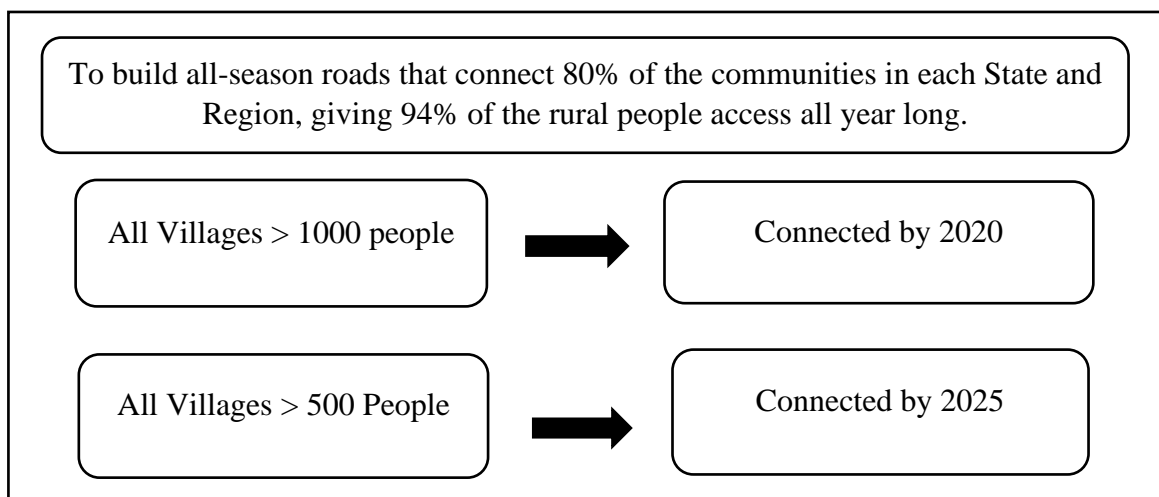 To build all-season roads that connect 80% of the communities in each State and
Region, giving 94% of the rural people access all year long.
All Villages > 1000 people
Connected by 2020
All Villages > 500 People
Connected by 2025